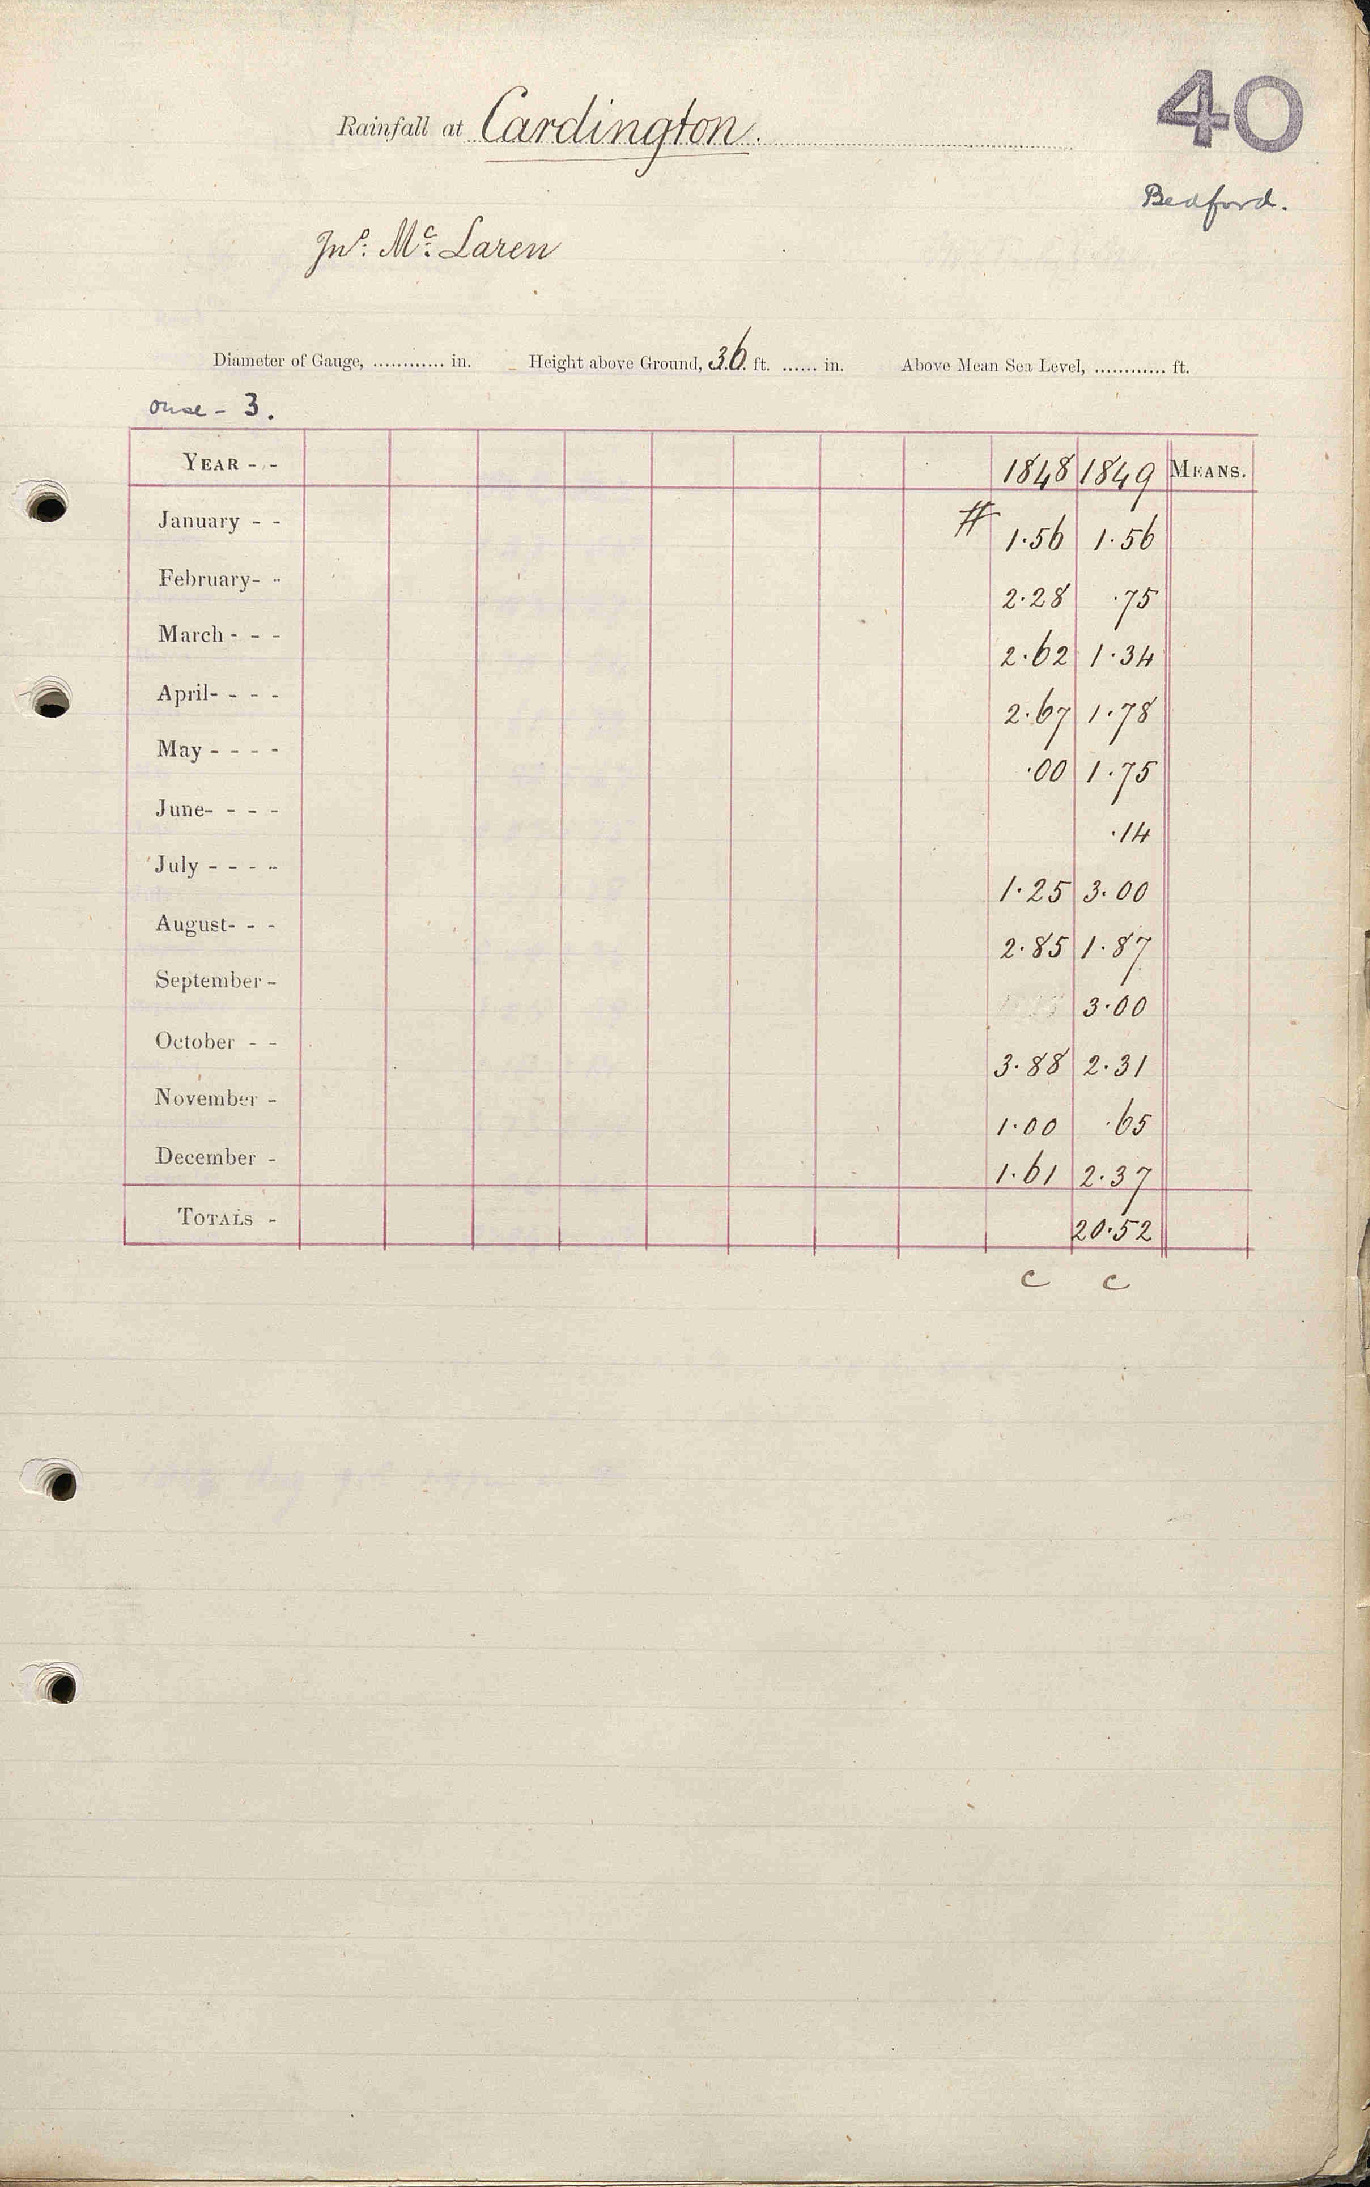 40
Rainfall at Cardington.
Bedford.
Jnº. Mc. Laren
Diameter of Gauge, ............ in. Height above Ground, 36 ft. ...... in. Above Mean Sea Level, ............ ft.
ouse - 3.
YEAR - - 1848 1849 MEANS.
January - - # 1.56 1.56
February- - 2.28 .75
March - - - 2.62 1.34
April- - - - 2.67 1.78
May - - - - .00 1.75
June- - - - .14
July - - - - 1.25 3.00
August- - - 2.85 1.87
September - 3.00
October - - 3.88 2.31
November - 1.00 .65
December - 1.61 2.37
TOTALS - 20.52
c c